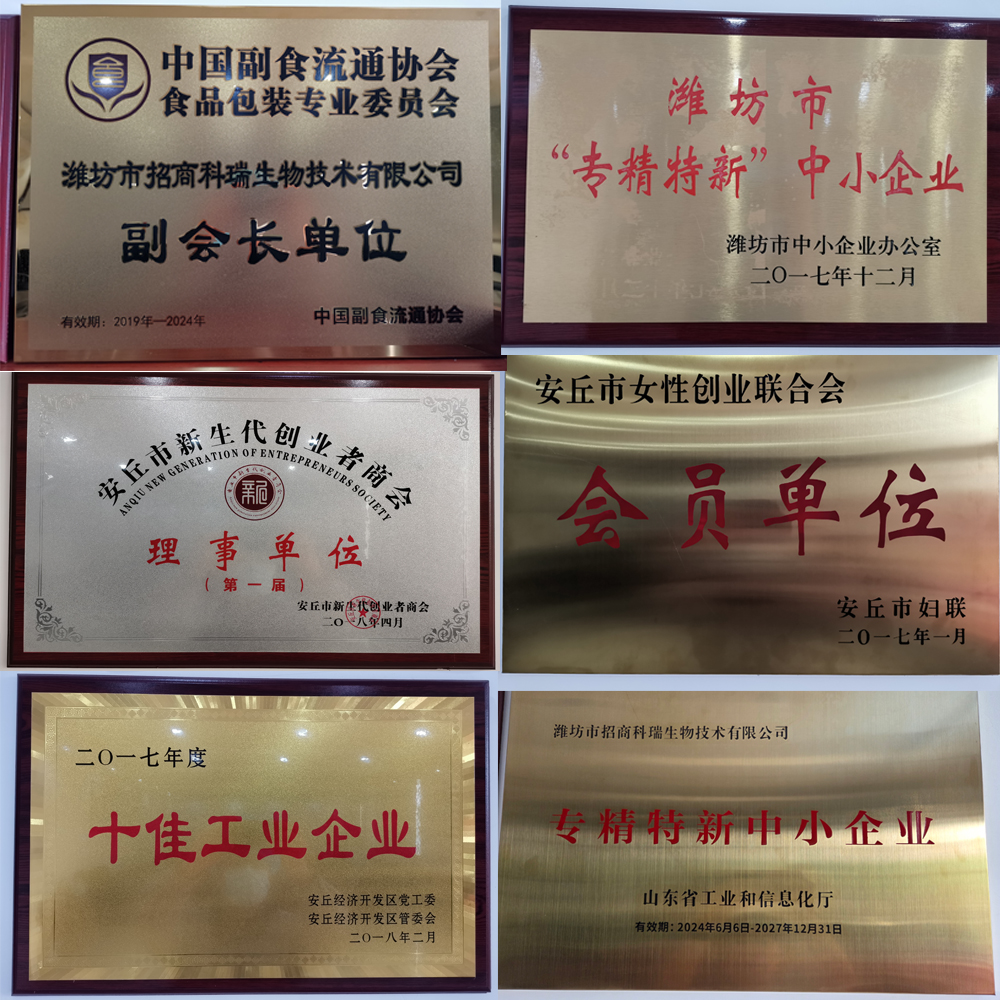 中国副食流通协会
食品包装专业委员会
潍坊市招商科瑞生物技术有限公司
副会长单位
有效期：2019年—2024年
中国副食流通协会
潍坊市
“专精特新”中小企业
潍坊市中小企业办公室
二〇一七年十二月
安丘市新生代创业者商会
ANQIU NEW GENERATION OF ENTREPRENEURS SOCIETY
理事单位
（第一届）
安丘市新生代创业者商会
二〇一八年四月
安丘市女性创业联合会
会员单位
安丘市妇联
二〇一七年一月
二〇一七年度
十佳工业企业
安丘经济开发区党工委
安丘经济开发区管委会
二〇一八年二月
潍坊市招商科瑞生物技术有限公司
专精特新中小企业
山东省工业和信息化厅
有效期：2024年6月6日-2027年12月31日